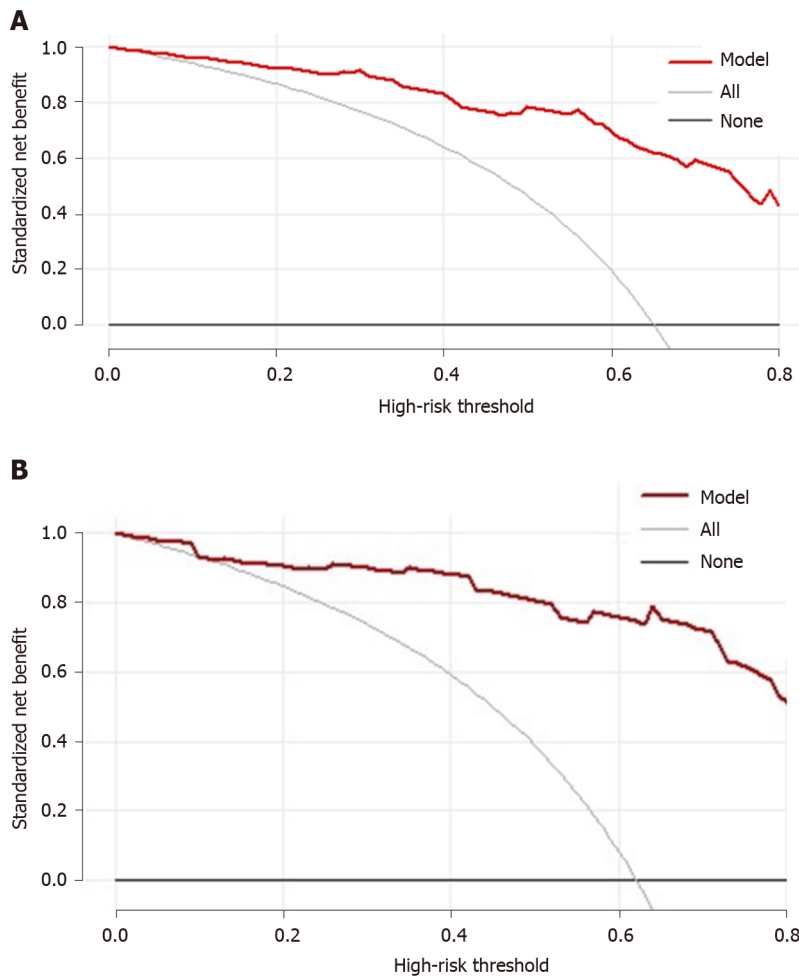 A
1.0
0.8
0.6
0.4
0.2
0.0
Standardized net benefit
Model
All
None
0.0 0.2 0.4 0.6 0.8
High-risk threshold
B
1.0
0.8
0.6
0.4
0.2
0.0
Standardized net benefit
Model
All
None
0.0 0.2 0.4 0.6 0.8
High-risk threshold